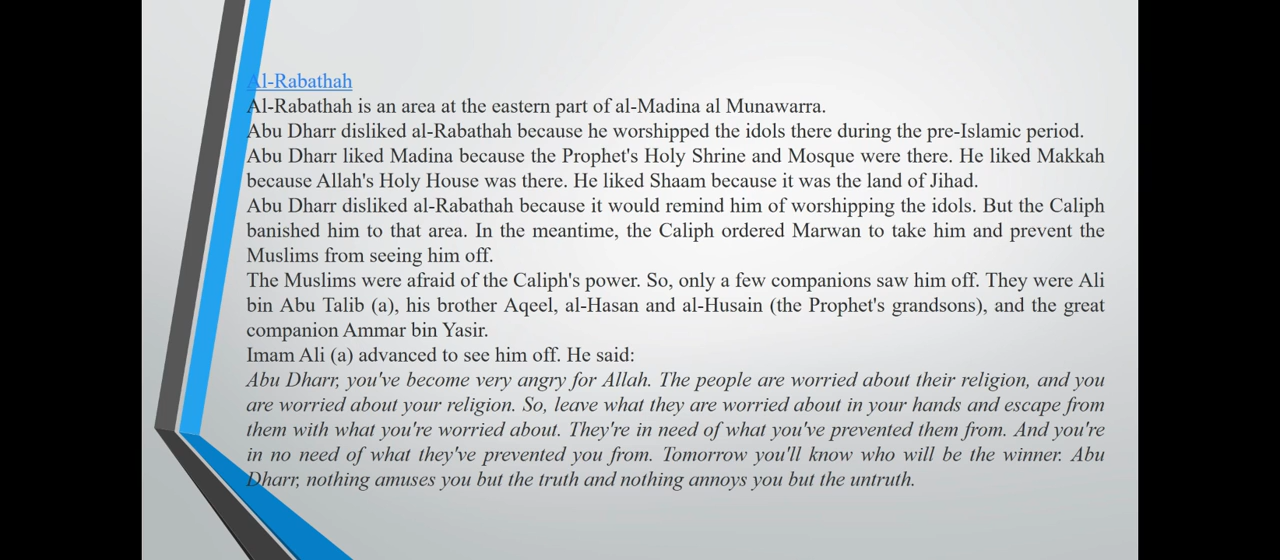 Al-Rabathah
Al-Rabathah is an area at the eastern part of al-Madina al Munawarra.
Abu Dharr disliked al-Rabathah because he worshipped the idols there during the pre-Islamic period.
Abu Dharr liked Madina because the Prophet's Holy Shrine and Mosque were there. He liked Makkah
because Allah's Holy House was there. He liked Shaam because it was the land of Jihad.
Abu Dharr disliked al-Rabathah because it would remind him of worshipping the idols. But the Caliph
banished him to that area. In the meantime, the Caliph ordered Marwan to take him and prevent the
Muslims from seeing him off.
The Muslims were afraid of the Caliph's power. So, only a few companions saw him off. They were Ali
bin Abu Talib (a), his brother Aqeel, al-Hasan and al-Husain (the Prophet's grandsons), and the great
companion Ammar bin Yasir.
Imam Ali (a) advanced to see him off. He said:
Abu Dharr, you've become very angry for Allah. The people are worried about their religion, and you
are worried about your religion. So, leave what they are worried about in your hands and escape from
them with what you're worried about. They're in need of what you've prevented them from. And you're
in no need of what they've prevented you from. Tomorrow you'll know who will be the winner. Abu
Dharr, nothing amuses you but the truth and nothing annoys you but the untruth.